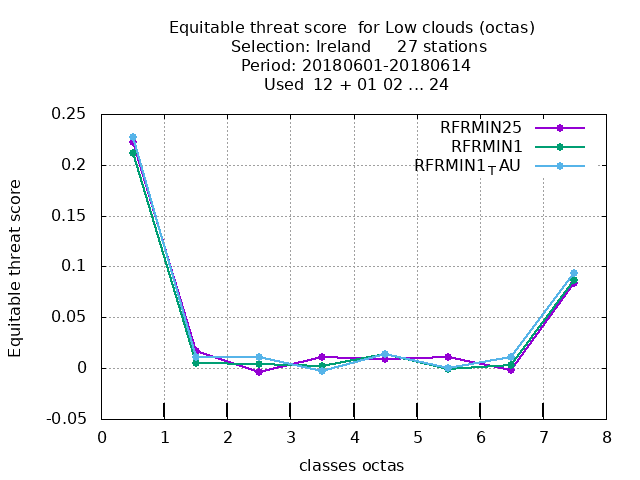 Equitable threat score  for Low clouds (octas)
Selection: Ireland     27 stations
Period: 20180601-20180614
Used  12 + 01 02 ... 24
0.25
0.2
0.15
0.1
0.05
0
-0.05
Equitable threat score
RFRMIN25
RFRMIN1
RFRMIN1TAU
0 1 2 3 4 5 6 7 8
classes octas